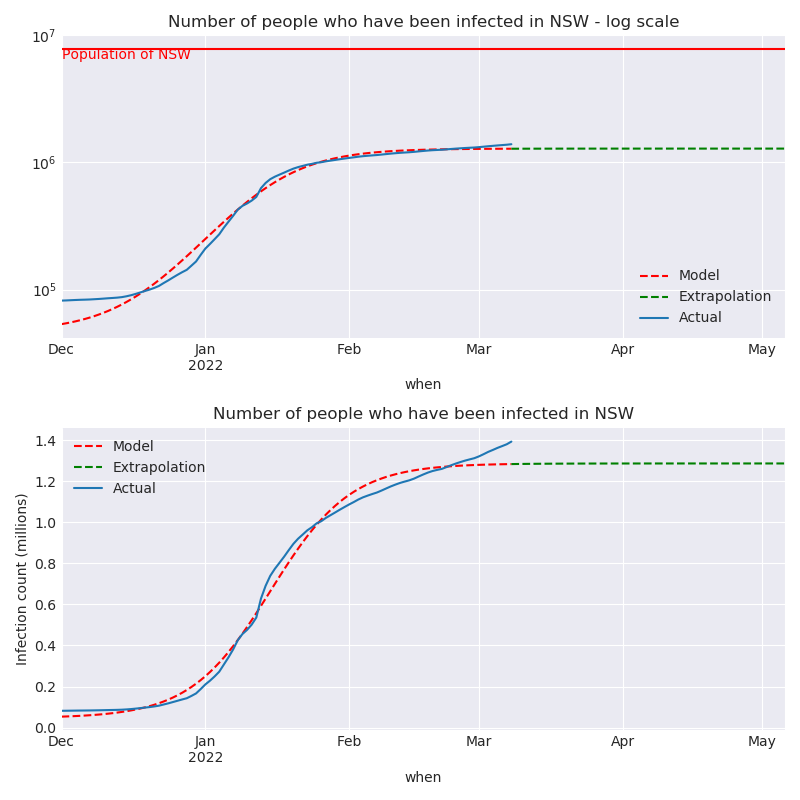 Number of people who have been infected in NSW - log scale
10⁷
Population of NSW
10⁶
10⁵
Model
Extrapolation
Actual
Dec Jan Feb Mar Apr May
2022
when
Number of people who have been infected in NSW
Infection count (millions)
1.4
1.2
1.0
0.8
0.6
0.4
0.2
0.0
Model
Extrapolation
Actual
Dec Jan Feb Mar Apr May
2022
when